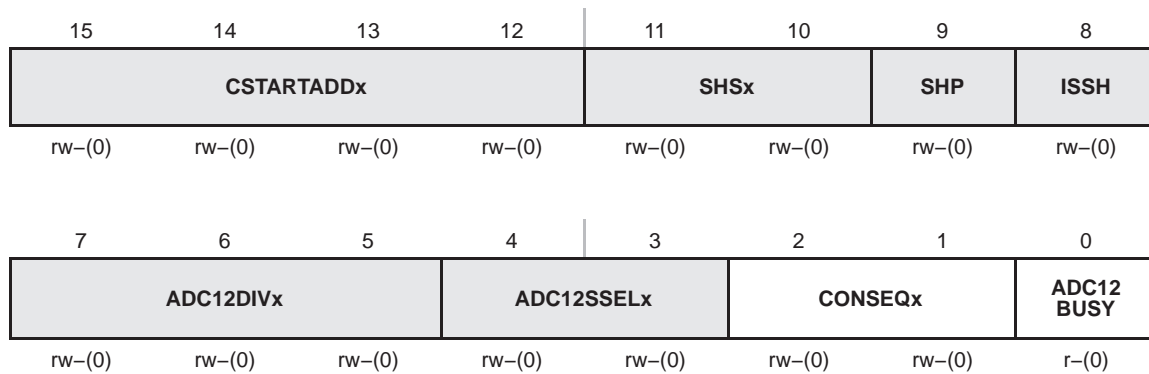 15 14 13 12 11 10 9 8
CSTARTADDx SHSx SHP ISSH
rw−(0) rw−(0) rw−(0) rw−(0) rw−(0) rw−(0) rw−(0) rw−(0)
7 6 5 4 3 2 1 0
ADC12DIVx ADC12SSELx CONSEQx ADC12
BUSY
rw−(0) rw−(0) rw−(0) rw−(0) rw−(0) rw−(0) rw−(0) r−(0)